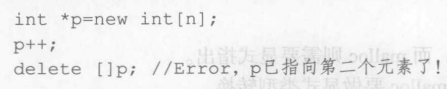 int *p=new int[n];
p++;
delete []p; //Error, p已指向第二个元素了!